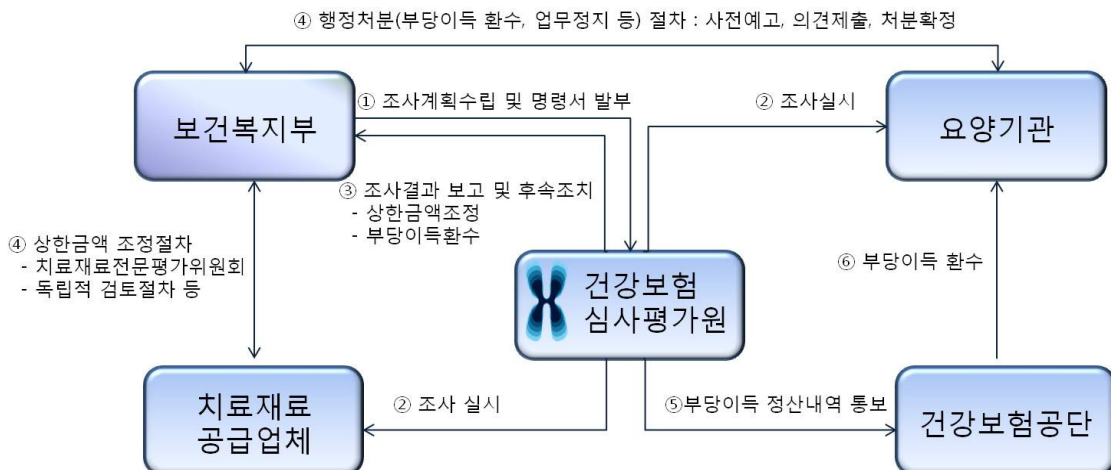 ④ 행정처분(부당이득 환수, 업무정지 등) 절차 : 사전예고, 의견제출, 처분확정
보건복지부
① 조사계획수립 및 명령서 발부
② 조사실시
요양기관
③ 조사결과 보고 및 후속조치
- 상한금액조정
- 부당이득환수
④ 상한금액 조정절차
- 치료재료전문평가위원회
- 독립적 검토절차 등
건강보험
심사평가원
⑥ 부당이득 환수
치료재료
공급업체
② 조사 실시
⑤부당이득 정산내역 통보
건강보험공단